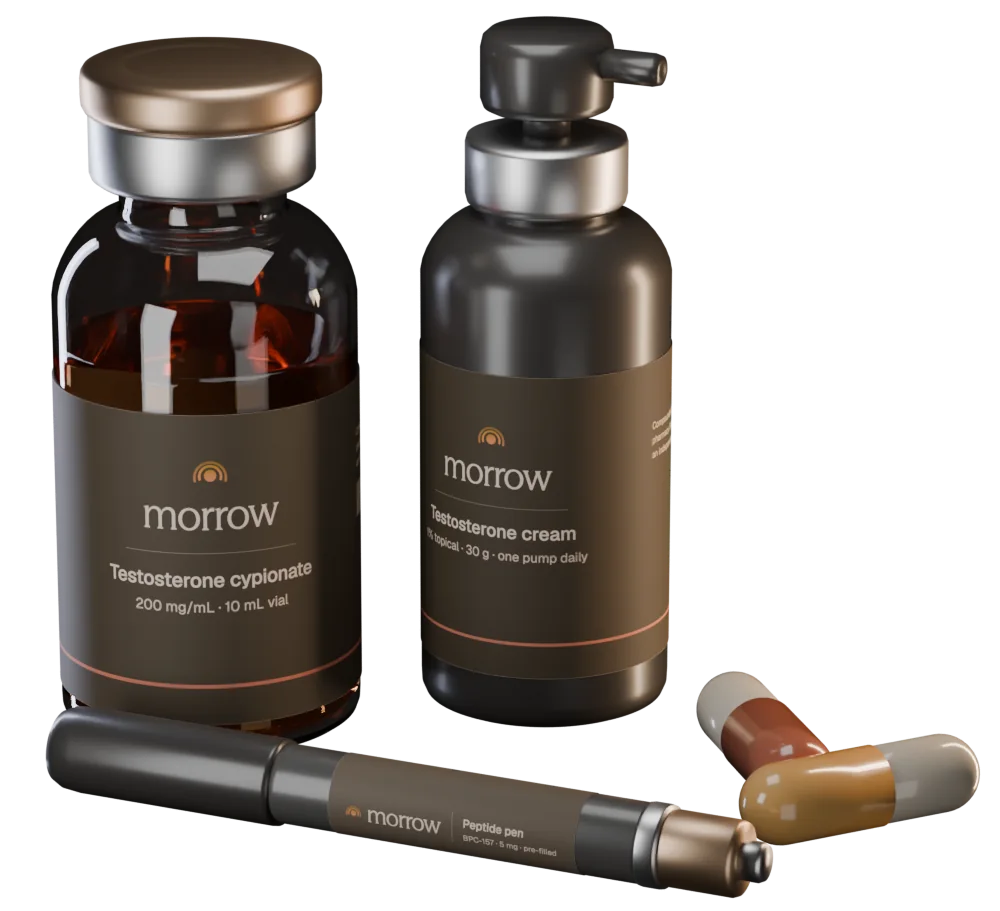 morrow
Testosterone cypionate
200 mg/mL · 10 mL vial
morrow
Testosterone cream
topical · 30 g · one pump daily
morrow
Peptide pen
BPC-157 · 5 mg · pre-filled